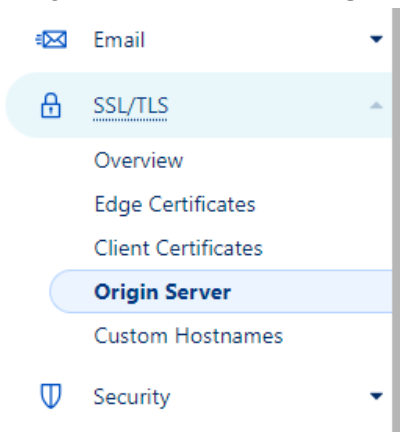 Email
SSL/TLS
Overview
Edge Certificates
Client Certificates
Origin Server
Custom Hostnames
Security